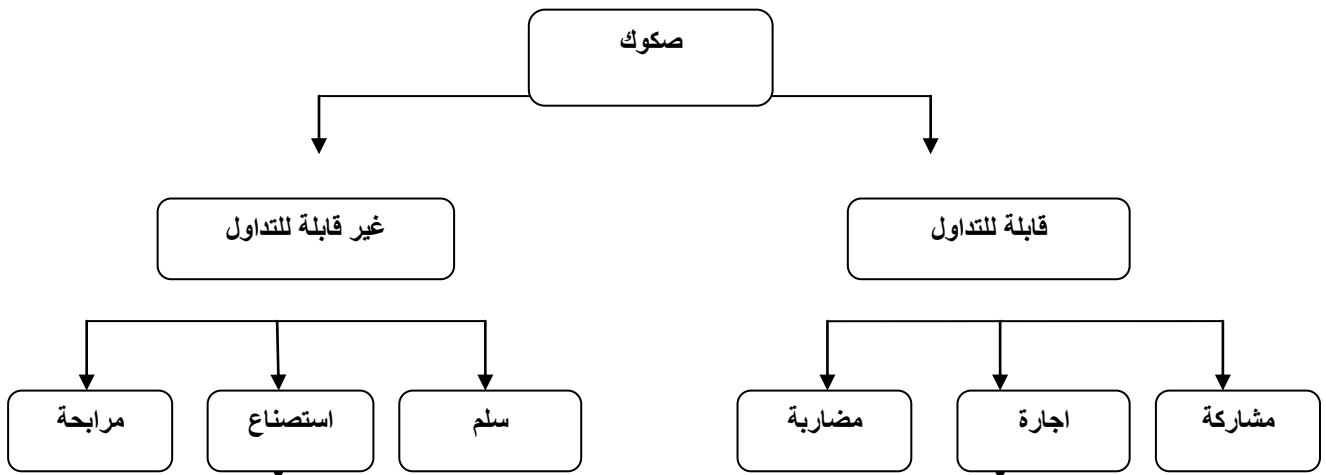 صكوك
قابلة للتداول
غير قابلة للتداول
مشاركة
اجارة
مضاربة
سلم
استصناع
مرابحة